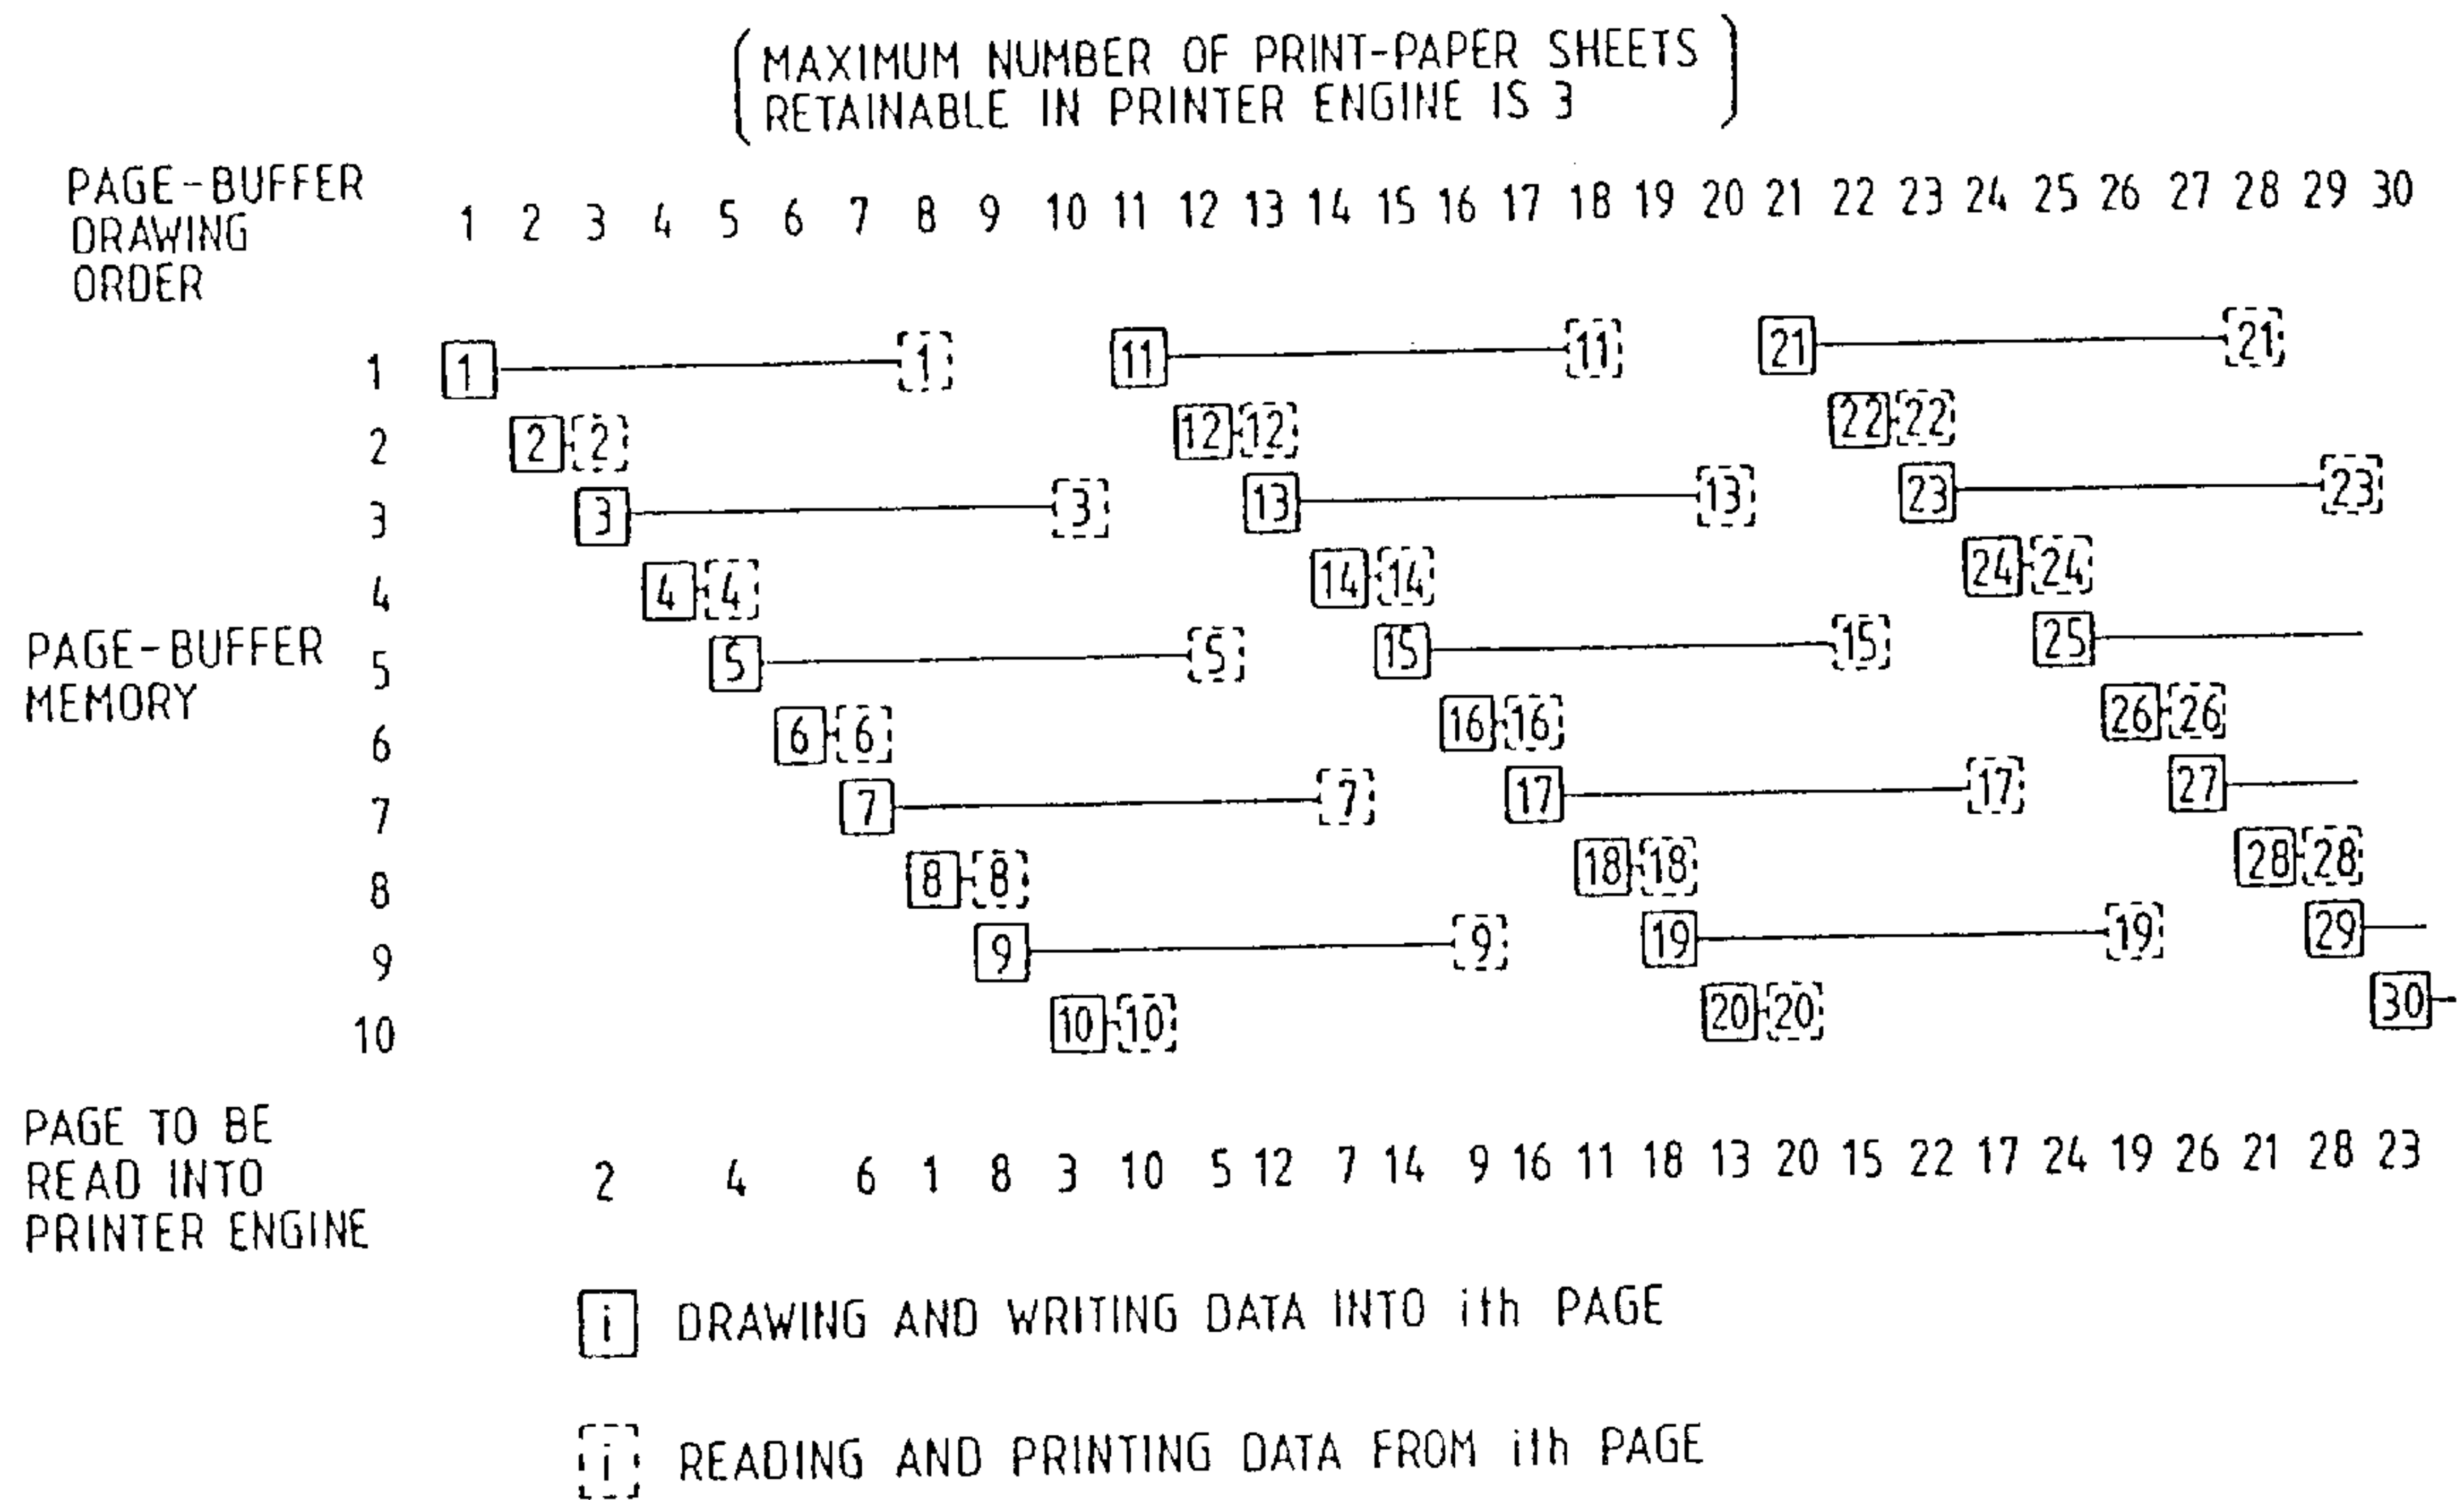 MAXIMUM NUMBER OF PRINT-PAPER SHEETS
RETAINABLE IN PRINTER ENGINE IS 3
PAGE-BUFFER
DRAWING
ORDER
1 2 3 4 5 6 7 8 9 10 11 12 13 14 15 16 17 18 19 20 21 22 23 24 25 26 27 28 29 30
PAGE-BUFFER
MEMORY
1 1 1 11 11 21 21
2 2 2 12 12 22 22
3 3 3 13 13 23 23
4 4 4 14 14 24 24
5 5 5 15 15 25
6 6 6 16 16 26 26
7 7 7 17 17 27
8 8 8 18 18 28 28
9 9 9 19 19 29
10 10 10 20 20 30
PAGE TO BE
READ INTO
PRINTER ENGINE
2 4 6 1 8 3 10 5 12 7 14 9 16 11 18 13 20 15 22 17 24 19 26 21 28 23
i DRAWING AND WRITING DATA INTO ith PAGE
i READING AND PRINTING DATA FROM ith PAGE